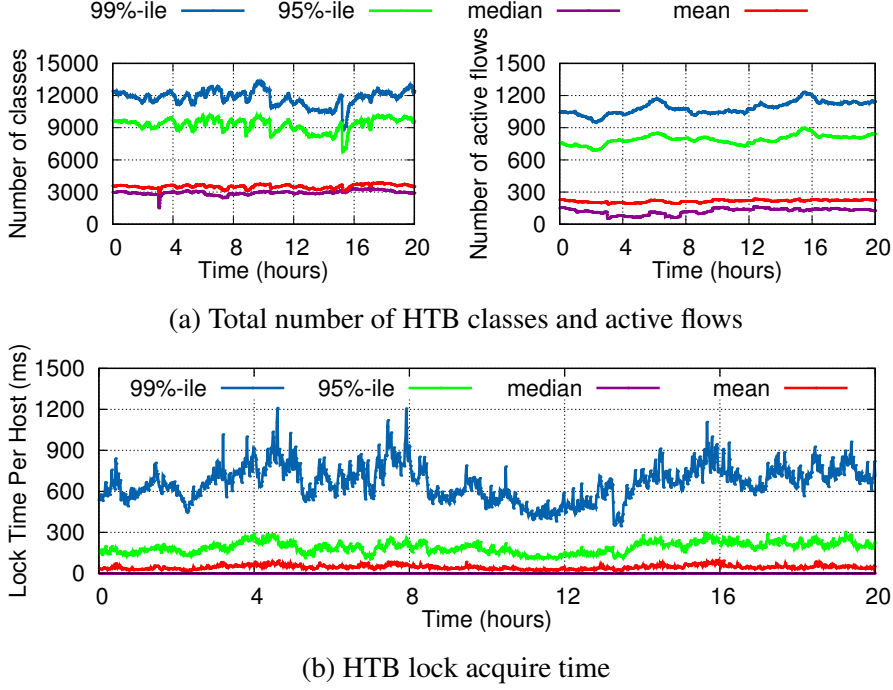 99%-ile 95%-ile median mean
Number of classes
15000
12000
9000
6000
3000
0
0 4 8 12 16 20
Time (hours)
Number of active flows
1500
1200
900
600
300
0
0 4 8 12 16 20
Time (hours)
(a) Total number of HTB classes and active flows
Lock Time Per Host (ms)
1500
1200
900
600
300
0
99%-ile 95%-ile median mean
0 4 8 12 16 20
Time (hours)
(b) HTB lock acquire time